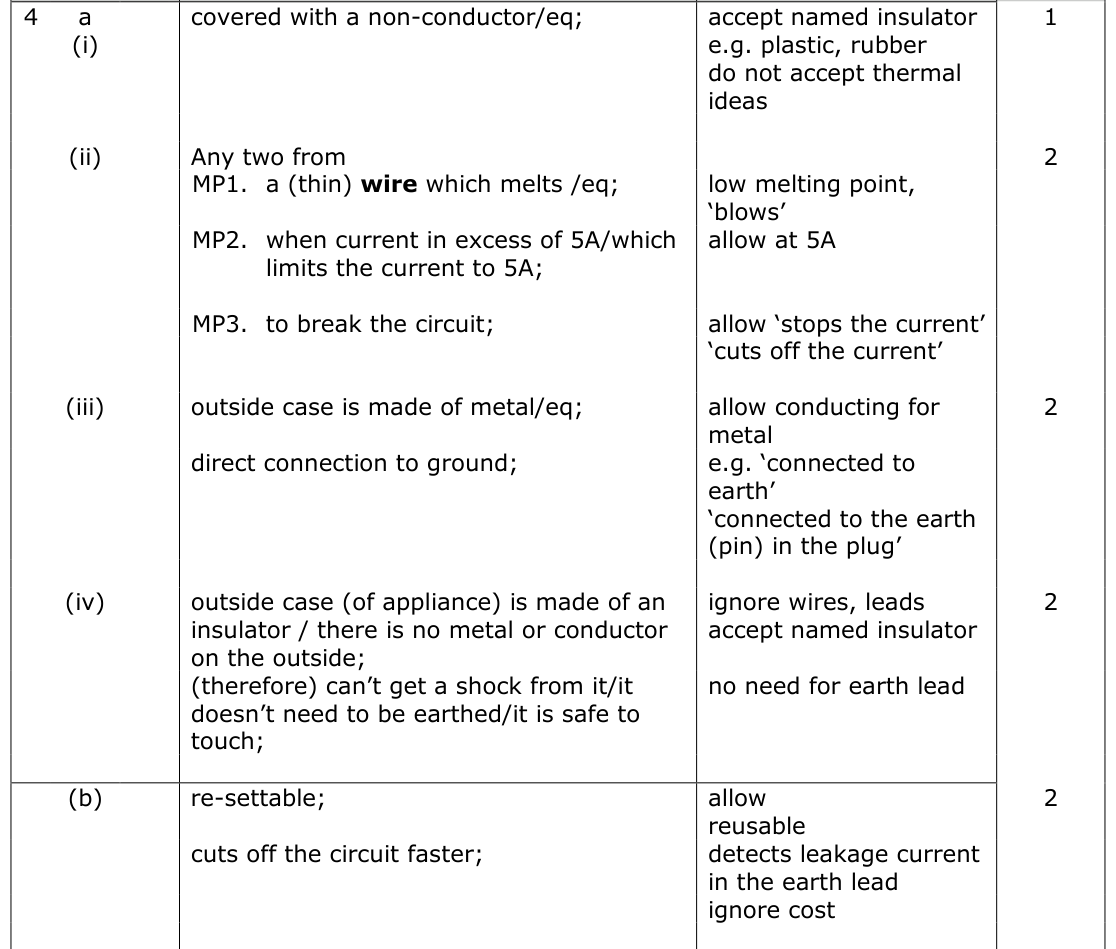 4 a covered with a non-conductor/eq; accept named insulator 1
(i) e.g. plastic, rubber
do not accept thermal
ideas
(ii) Any two from 2
MP1. a (thin) wire which melts /eq; low melting point,
‘blows’
MP2. when current in excess of 5A/which allow at 5A
limits the current to 5A;
MP3. to break the circuit; allow ‘stops the current’
‘cuts off the current’
(iii) outside case is made of metal/eq; allow conducting for 2
metal
direct connection to ground; e.g. ‘connected to
earth’
‘connected to the earth
(pin) in the plug’
(iv) outside case (of appliance) is made of an ignore wires, leads 2
insulator / there is no metal or conductor accept named insulator
on the outside;
(therefore) can’t get a shock from it/it no need for earth lead
doesn’t need to be earthed/it is safe to
touch;
(b) re-settable; allow 2
reusable
cuts off the circuit faster; detects leakage current
in the earth lead
ignore cost